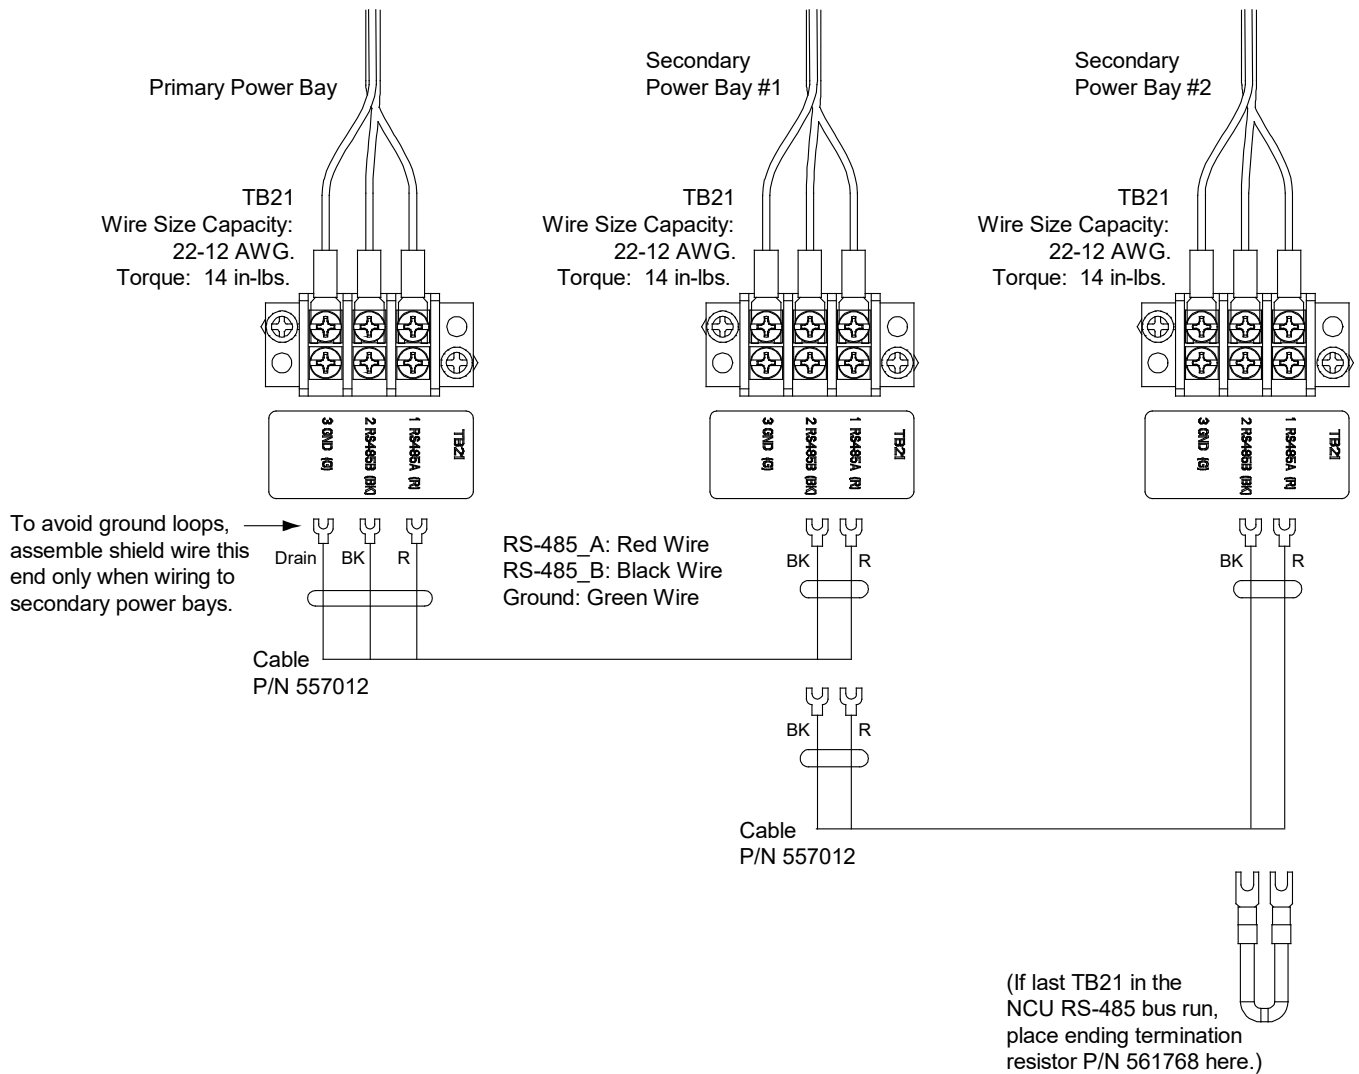 Primary Power Bay
Secondary
Power Bay #1
Secondary
Power Bay #2
TB21
Wire Size Capacity:
22-12 AWG.
Torque: 14 in-lbs.
TB21
Wire Size Capacity:
22-12 AWG.
Torque: 14 in-lbs.
TB21
Wire Size Capacity:
22-12 AWG.
Torque: 14 in-lbs.
3 GND (G)
2 RS485B (BK)
1 RS485A (R)
TB21
3 GND (G)
2 RS485B (BK)
1 RS485A (R)
TB21
3 GND (G)
2 RS485B (BK)
1 RS485A (R)
TB21
To avoid ground loops,
assemble shield wire this
end only when wiring to
secondary power bays.
Drain
BK
R
RS-485_A: Red Wire
RS-485_B: Black Wire
Ground: Green Wire
BK
R
BK
R
Cable
P/N 557012
BK
R
Cable
P/N 557012
(If last TB21 in the
NCU RS-485 bus run,
place ending termination
resistor P/N 561768 here.)